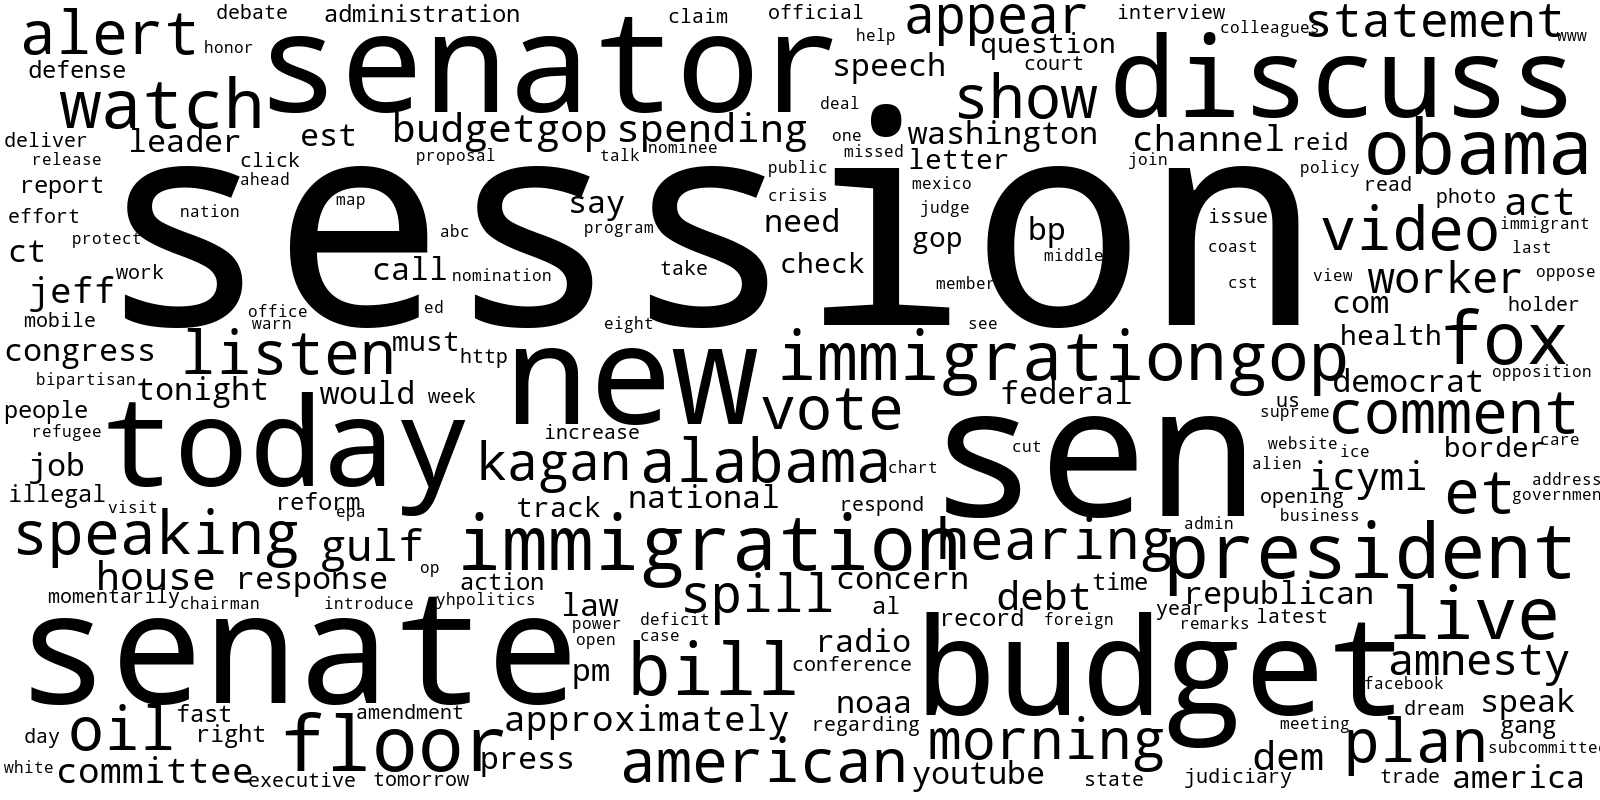 debate administration claim official appear interview statement
alert honor senator help question colleagues www
defense speech court discuss
watch deal show
deliver leader est budgetgop spending one washington channel reid obama
release click proposal talk nominee missed letter join policy
report ahead session public mexico read
effort nation map say crisis judge issue photo act
ct protect abc program need gop bp coast video immigrant
jeff work call nomination take check middle last
mobile office ed member cst view worker oppose
warn eight see com holder
congress listen must http new immigrationgop health fox
bipartisan tonight would week vote federal democrat opposition
people today increase sen us supreme comment
refugee kagan alabama cut website ice border care
job chart alien icymi et address
illegal visit reform track national respond opening government
speaking epa gulf immigration hearing admin business president
house response op action spill concern debt time republican
momentarily chairman introduce yhpolitics law al record foreign year latest live
senate power deficit radio budget remarks
open case conference amnesty
pm bill noaa facebook speak
day oil fast amendment floor approximately regarding morning meeting dream gang
right press plan subcommittee
white committee executive tomorrow american youtube state dem judiciary trade america